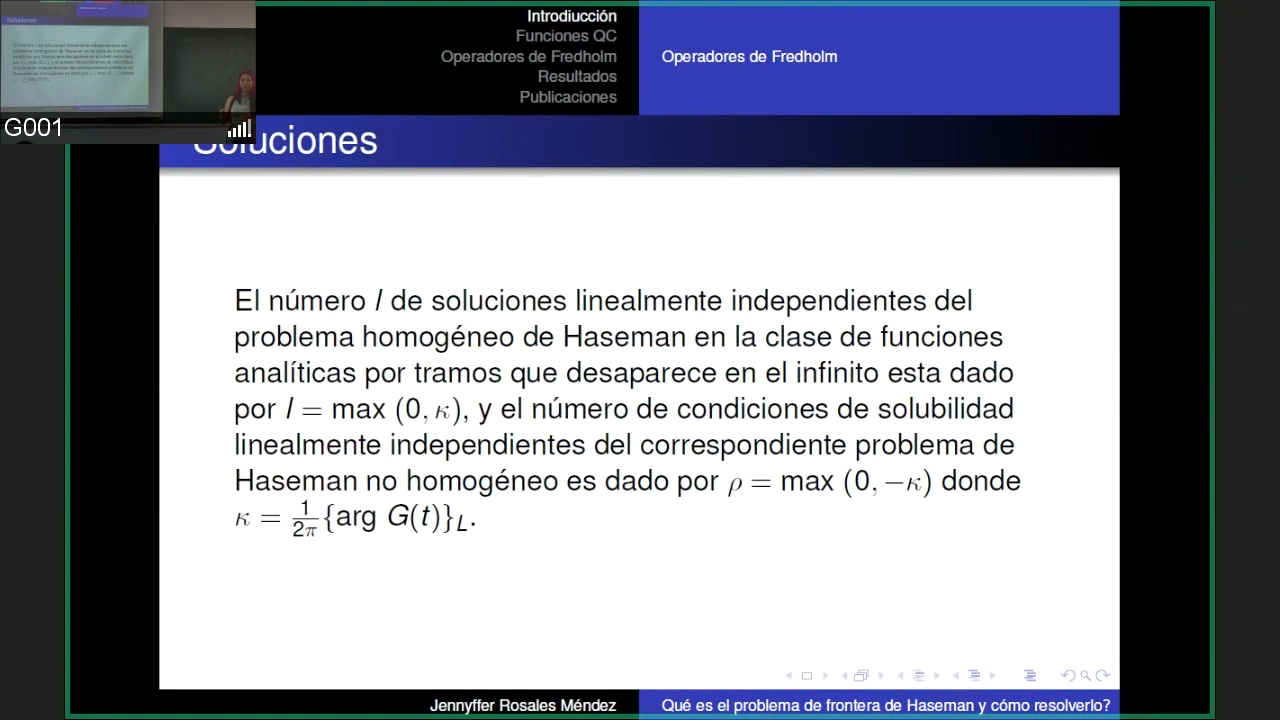 Introdiucción
Funciones QC
Operadores de Fredholm
Resultados
Publicaciones
Operadores de Fredholm
G001
Soluciones
El número l de soluciones linealmente independientes del
problema homogéneo de Haseman en la clase de funciones
analíticas por tramos que desaparece en el infinito esta dado
por l = max (0, κ), y el número de condiciones de solubilidad
linealmente independientes del correspondiente problema de
Haseman no homogéneo es dado por ρ = max (0, −κ) donde
κ = 1/2π {arg G(t)}_L.
Jennyffer Rosales Méndez
Qué es el problema de frontera de Haseman y cómo resolverlo?